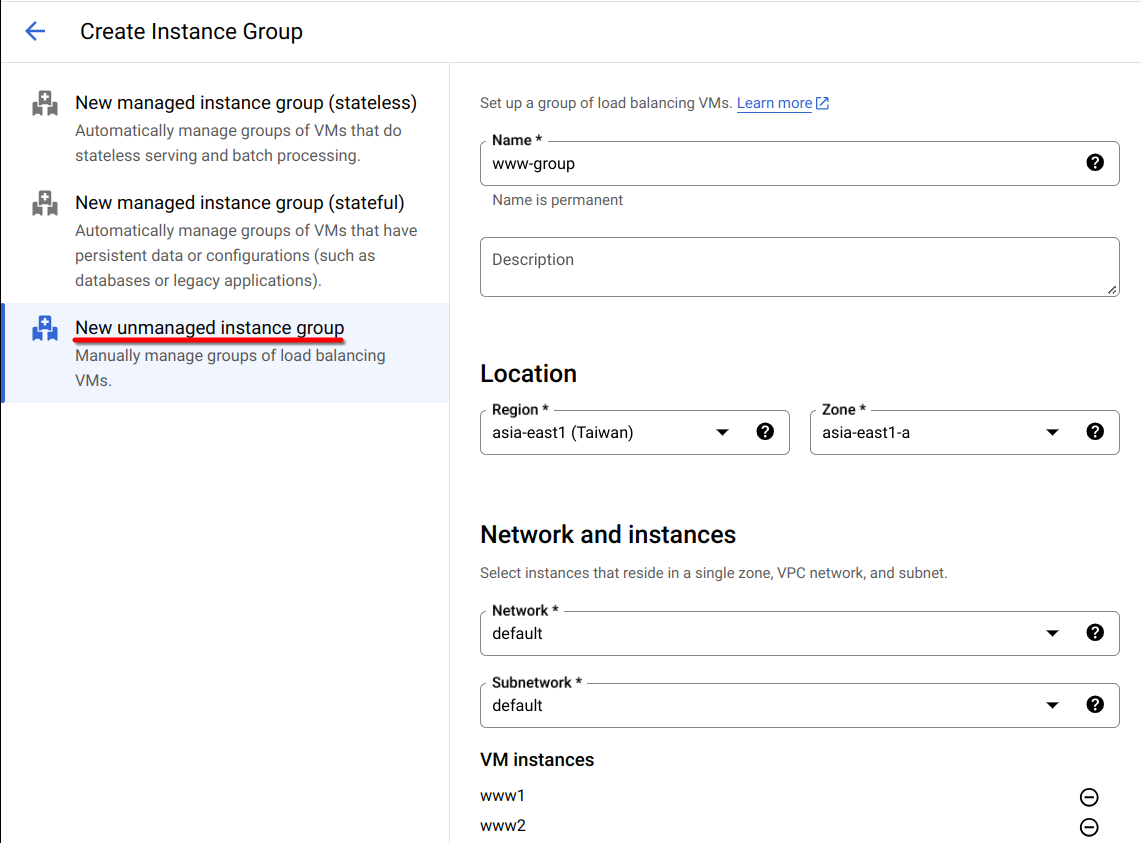 Create Instance Group
New managed instance group (stateless)
Automatically manage groups of VMs that do
stateless serving and batch processing.
New managed instance group (stateful)
Automatically manage groups of VMs that have
persistent data or configurations (such as
databases or legacy applications).
New unmanaged instance group
Manually manage groups of load balancing
VMs.
Set up a group of load balancing VMs. Learn more
Name *
www-group
Name is permanent
Description
Location
Region *
asia-east1 (Taiwan)
Zone *
asia-east1-a
Network and instances
Select instances that reside in a single zone, VPC network, and subnet.
Network *
default
Subnetwork *
default
VM instances
www1
www2